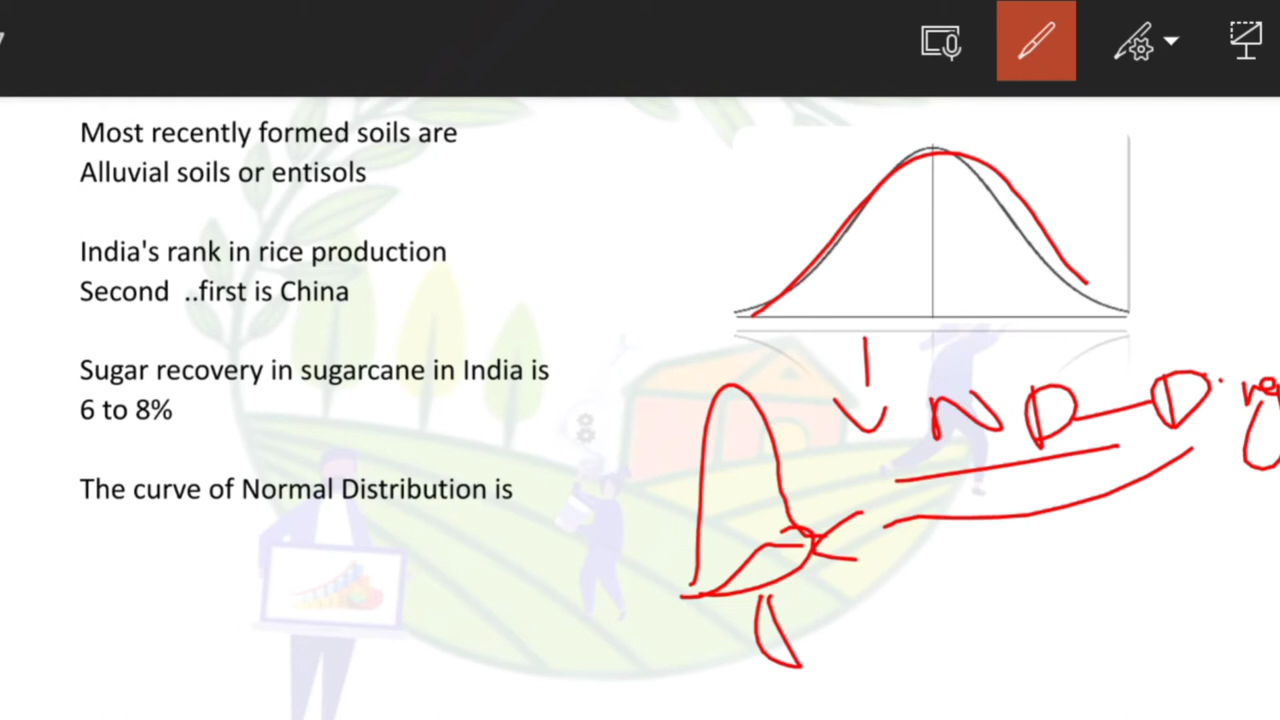 Most recently formed soils are
Alluvial soils or entisols
India's rank in rice production
Second ..first is China
Sugar recovery in sugarcane in India is
6 to 8%
The curve of Normal Distribution is
N D D